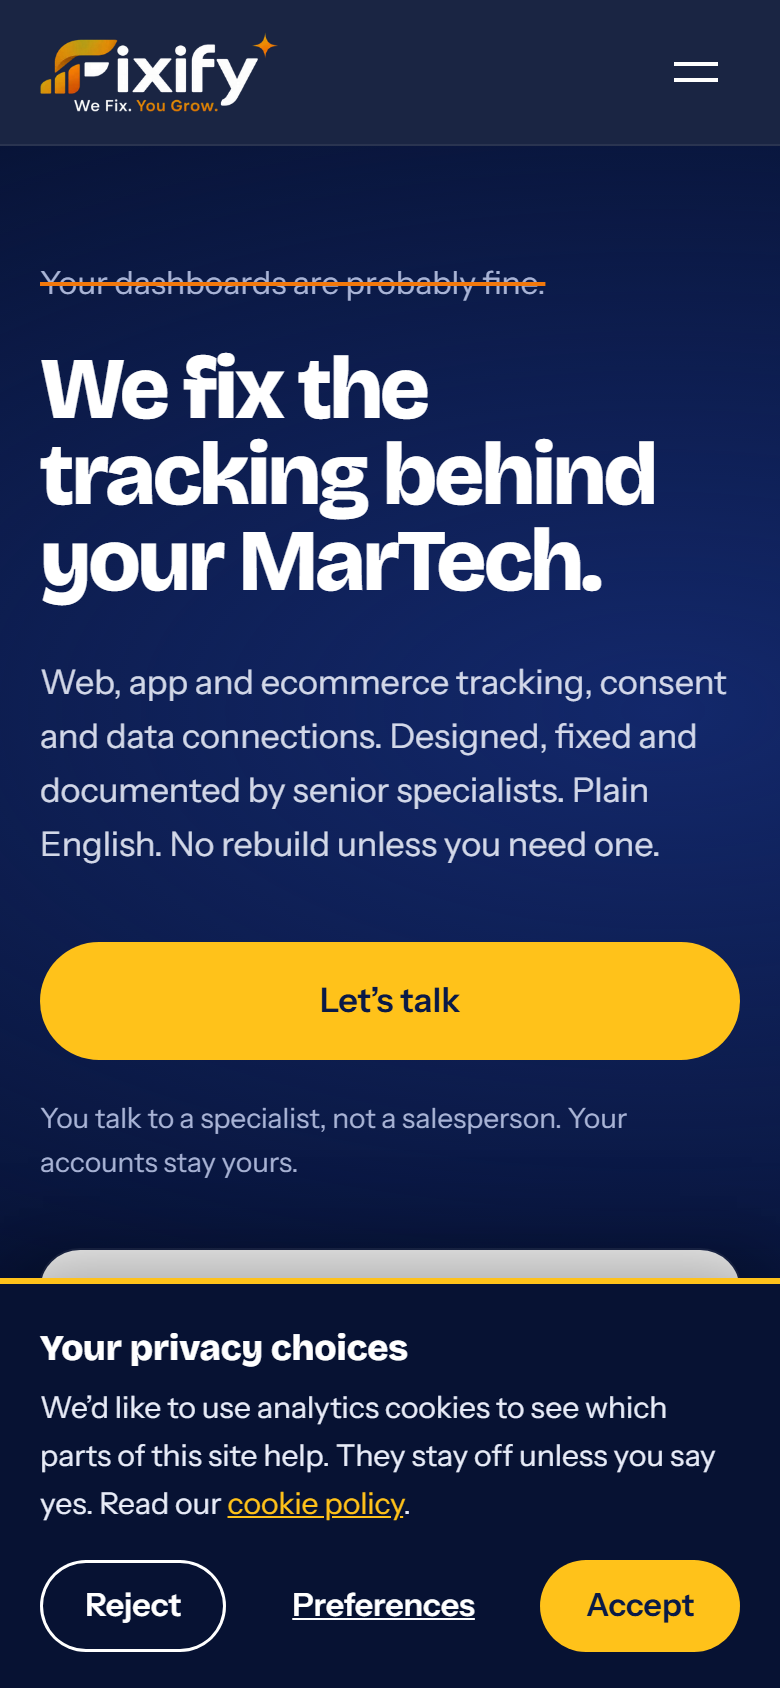 Fixify
We Fix. You Grow.
Your dashboards are probably fine.
We fix the
tracking behind
your MarTech.
Web, app and ecommerce tracking, consent
and data connections. Designed, fixed and
documented by senior specialists. Plain
English. No rebuild unless you need one.
Let’s talk
You talk to a specialist, not a salesperson. Your
accounts stay yours.
Your privacy choices
We’d like to use analytics cookies to see which
parts of this site help. They stay off unless you say
yes. Read our cookie policy.
Reject Preferences Accept